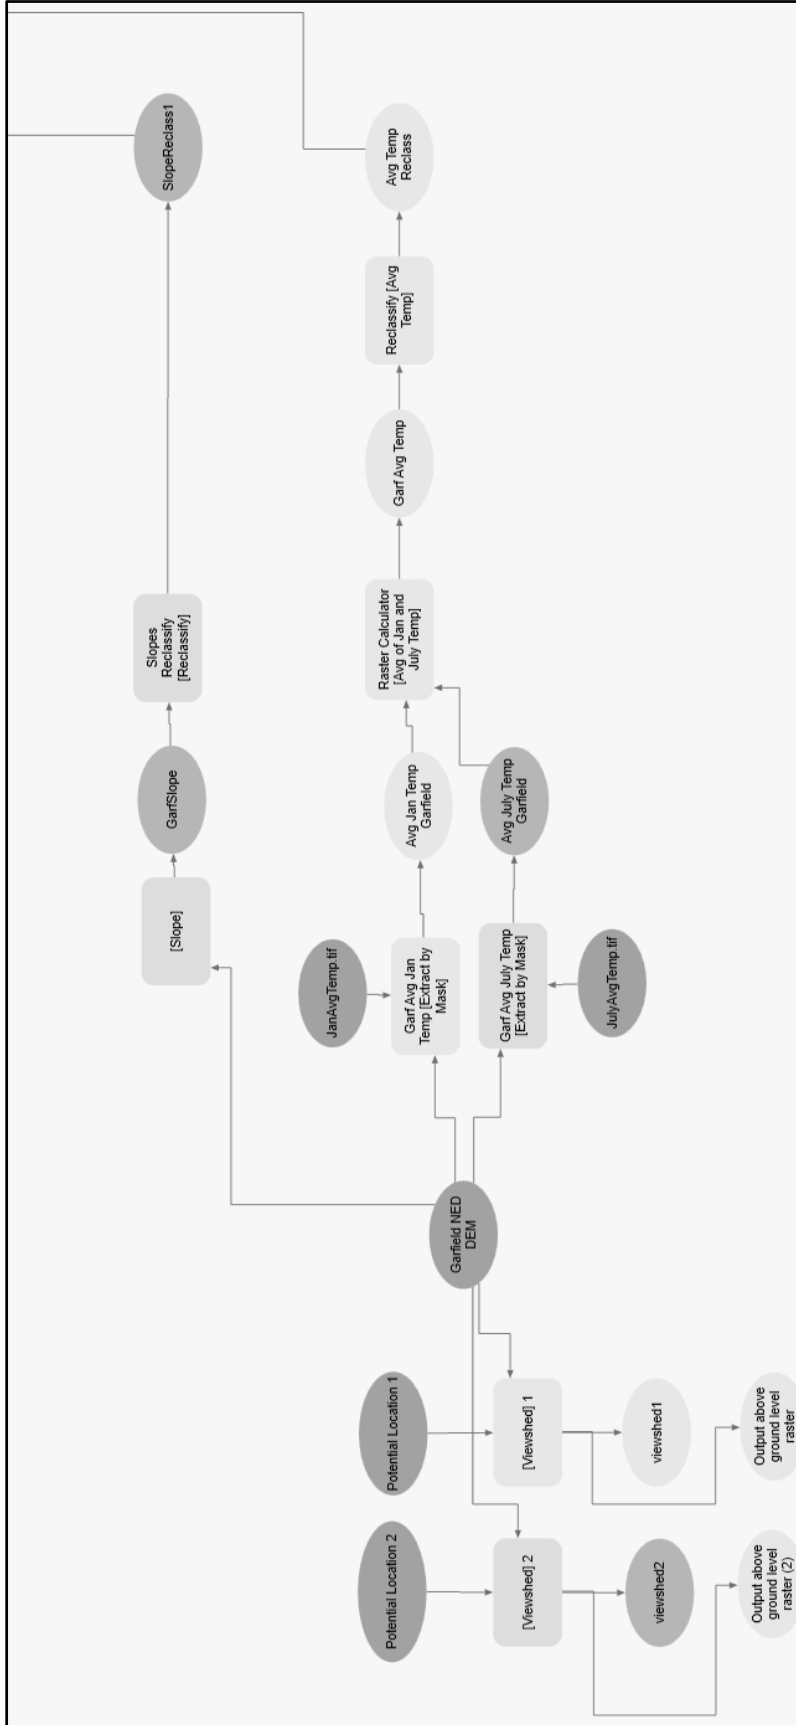 SlopeReclass1
Avg Temp
Reclass
Reclassify [Avg
Temp]
Garf Avg Temp
Slopes
Reclassify
[Reclassify]
Raster Calculator
[Avg of Jan and
July Temp]
GarfSlope
Avg Jan Temp
Garfield
Avg July Temp
Garfield
[Slope]
JanAvgTemp.tif
Garf Avg Jan
Temp [Extract by
Mask]
Garf Avg July Temp
[Extract by Mask]
JulyAvgTemp.tif
Garfield NED
DEM
Potential Location 1
[Viewshed] 1
viewshed1
Output above
ground level
raster
Potential Location 2
[Viewshed] 2
viewshed2
Output above
ground level
raster (2)